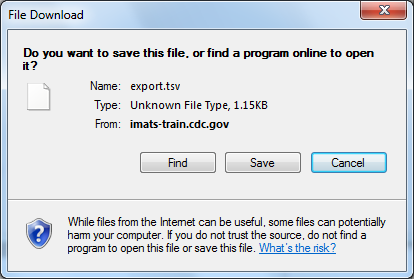 File Download
Do you want to save this file, or find a program online to open
it?
Name: export.tsv
Type: Unknown File Type, 1.15KB
From: imats-train.cdc.gov
Find Save Cancel
While files from the Internet can be useful, some files can potentially
harm your computer. If you do not trust the source, do not find a
program to open this file or save this file. What's the risk?